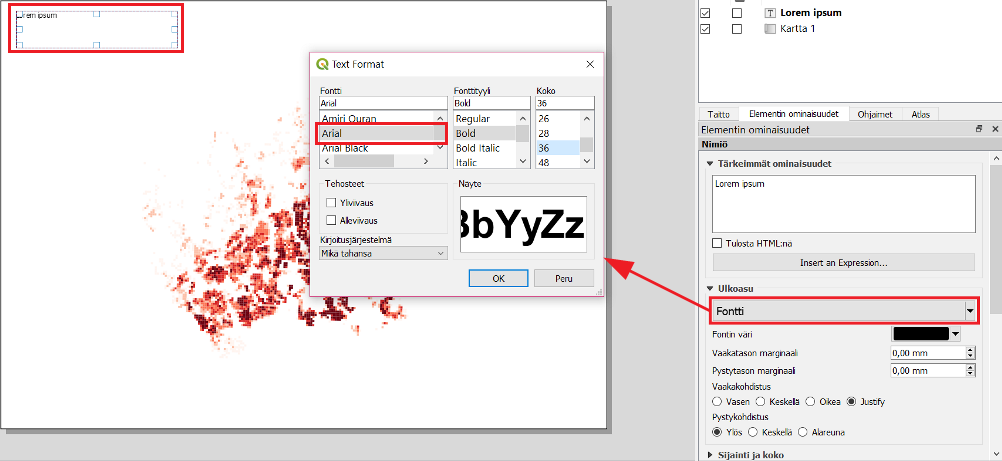 Lorem ipsum
Text Format
Fontti
Fonttityyli
Koko
Arial
Bold
36
Amiri Quran
Arial
Arial Black
Regular
Bold
Bold Italic
Italic
26
28
36
48
Tehosteet
Yliviivaus
Alleviivaus
Kirjoitusjärjestelmä
Mikä tahansa
Näyte
BbYyZz
OK
Peru
Lorem ipsum
Kartta 1
Taitto
Elementin ominaisuudet
Ohjaimet
Atlas
Elementin ominaisuudet
Nimiö
Tärkeimmät ominaisuudet
Lorem ipsum
Tulosta HTML:nä
Insert an Expression...
Ulkoasu
Fontti
Fontin väri
Vaakatason marginaali
0,00 mm
Pystytason marginaali
0,00 mm
Vaakakohdistus
Vasen
Keskellä
Oikea
Justify
Pystykohdistus
Ylös
Keskellä
Alareuna
Sijainti ja koko